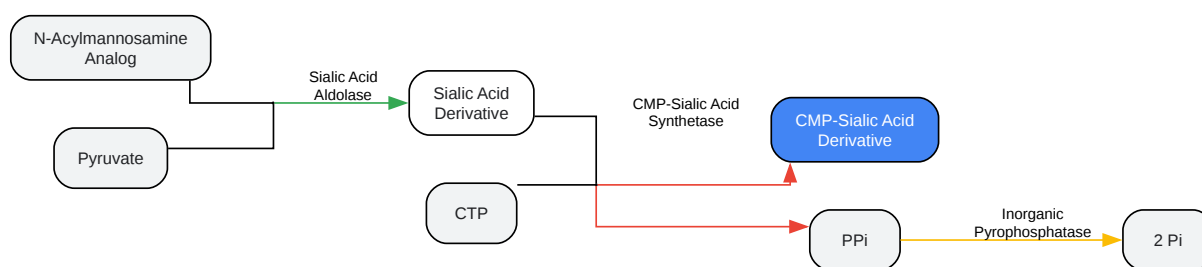 N-Acylmannosamine
Analog
Pyruvate
Sialic Acid
Aldolase
Sialic Acid
Derivative
CTP
CMP-Sialic Acid
Synthetase
CMP-Sialic Acid
Derivative
PPi
Inorganic
Pyrophosphatase
2 Pi